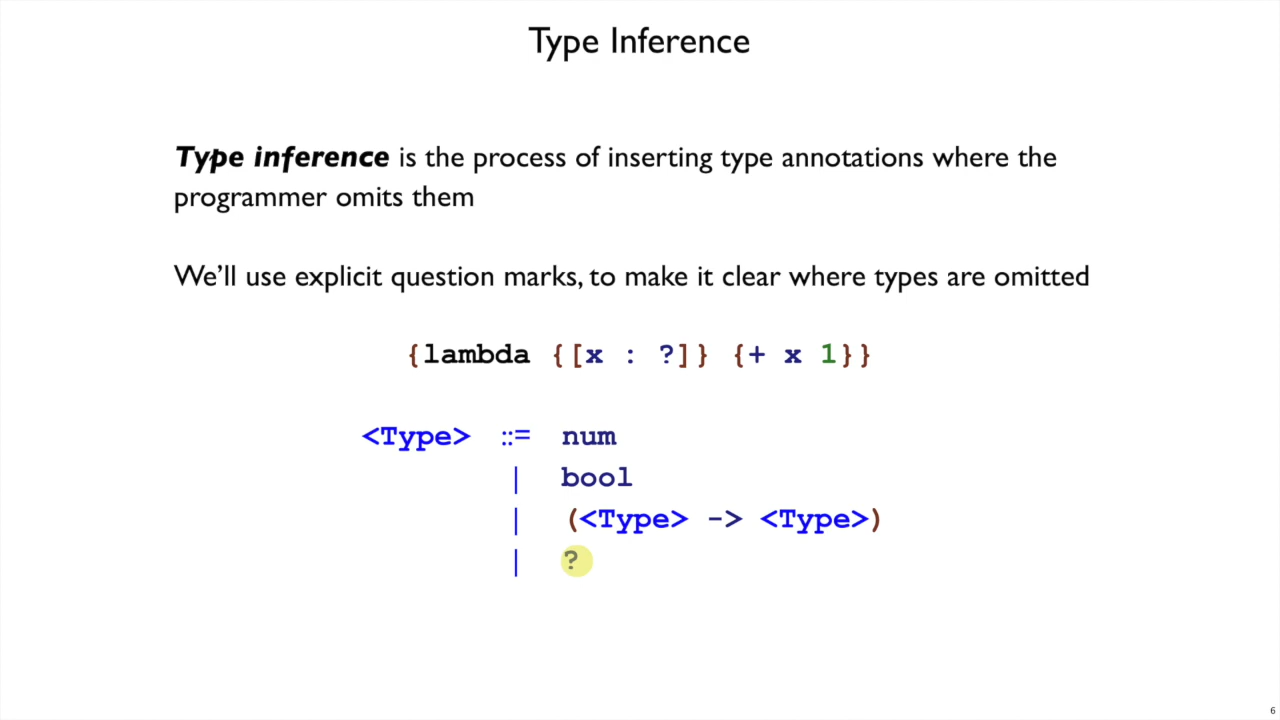 Type Inference
Type inference is the process of inserting type annotations where the
programmer omits them
We’ll use explicit question marks, to make it clear where types are omitted
{lambda {[x : ?]} {+ x 1}}
<Type> ::= num
| bool
| (<Type> -> <Type>)
| ?
6